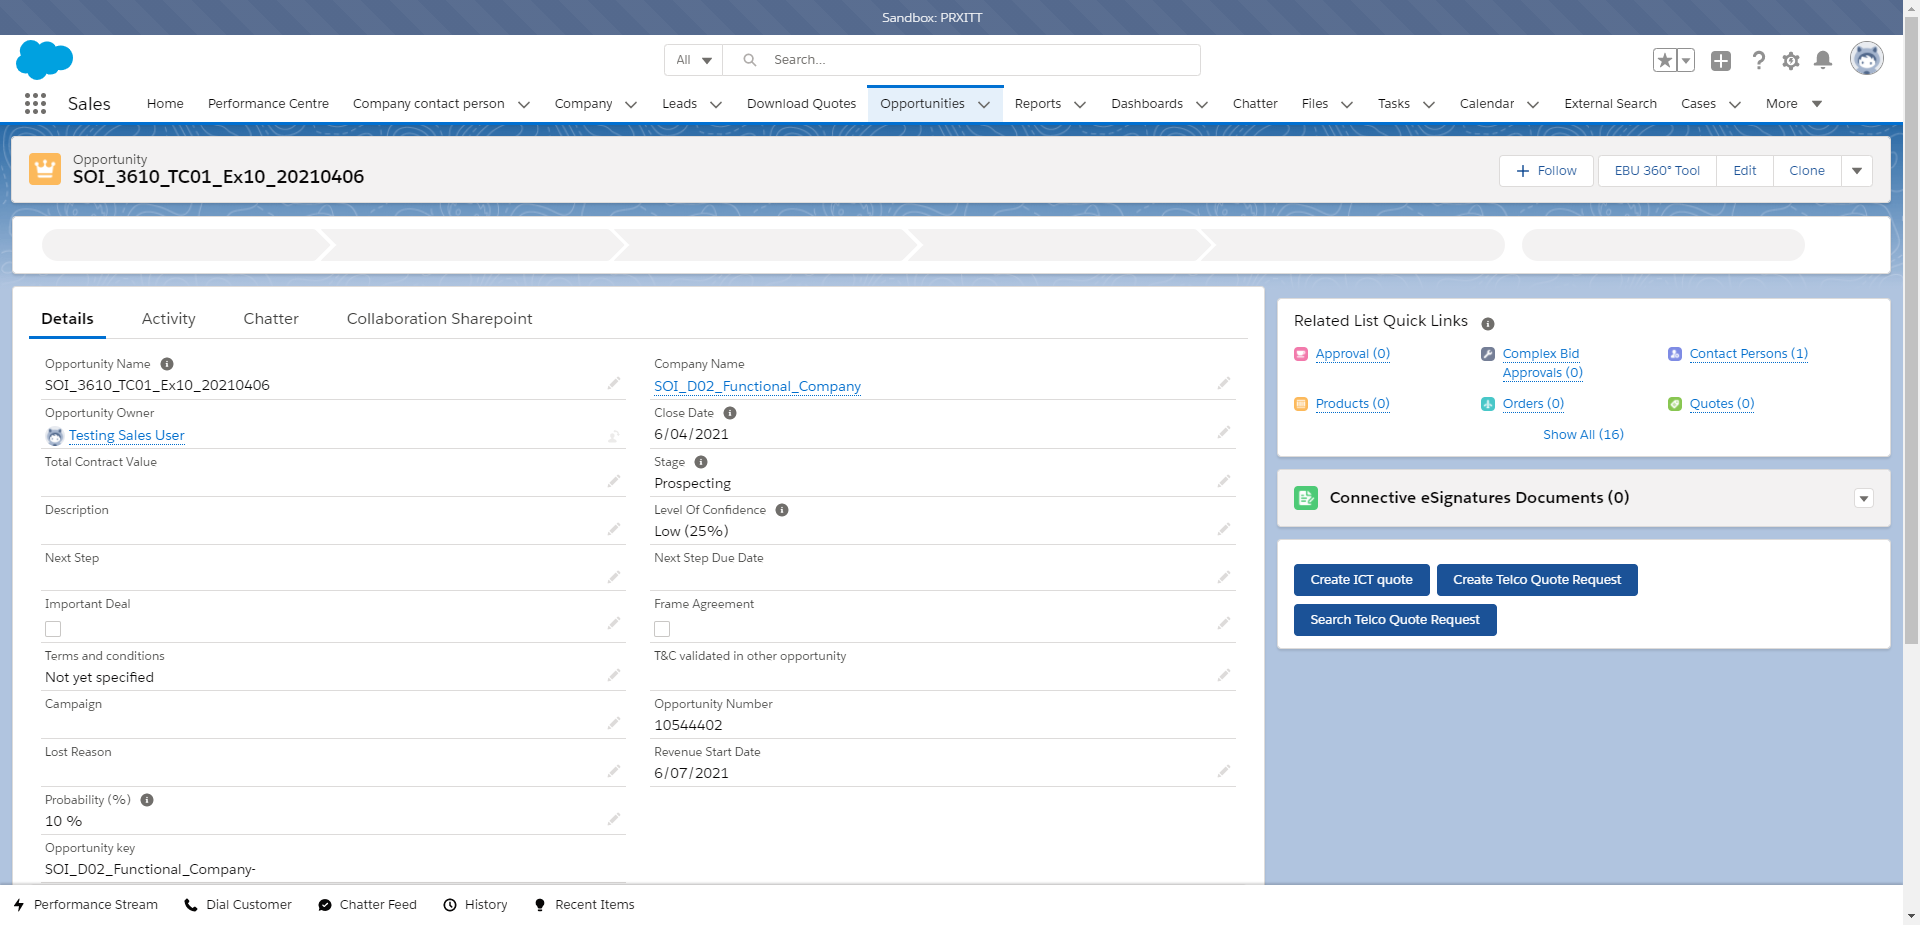 Sandbox: PRXITT
All
Search...
Sales
Home
Performance Centre
Company contact person
Company
Leads
Download Quotes
Opportunities
Reports
Dashboards
Chatter
Files
Tasks
Calendar
External Search
Cases
More
Opportunity
SOI_3610_TC01_Ex10_20210406
Follow
EBU 360° Tool
Edit
Clone
Details
Activity
Chatter
Collaboration Sharepoint
Opportunity Name
SOI_3610_TC01_Ex10_20210406
Company Name
SOI_D02_Functional_Company
Opportunity Owner
Testing Sales User
Close Date
6/04/2021
Total Contract Value
Stage
Prospecting
Description
Level Of Confidence
Low (25%)
Next Step
Next Step Due Date
Important Deal
Frame Agreement
Terms and conditions
Not yet specified
T&C validated in other opportunity
Campaign
Opportunity Number
10544402
Lost Reason
Revenue Start Date
6/07/2021
Probability (%)
10 %
Opportunity key
SOI_D02_Functional_Company-
Related List Quick Links
Approval (0)
Complex Bid
Approvals (0)
Contact Persons (1)
Products (0)
Orders (0)
Quotes (0)
Show All (16)
Connective eSignatures Documents (0)
Create ICT quote
Create Telco Quote Request
Search Telco Quote Request
Performance Stream
Dial Customer
Chatter Feed
History
Recent Items